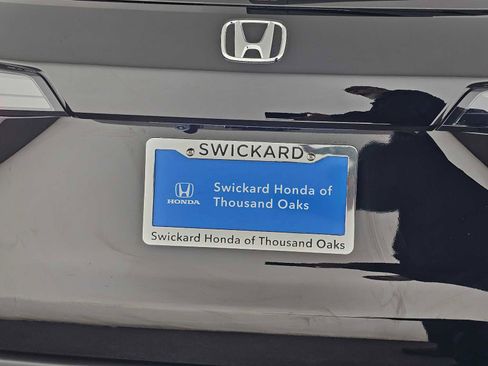 SWICKARD
HONDA
Swickard Honda of
Thousand Oaks
Swickard Honda of Thousand Oaks